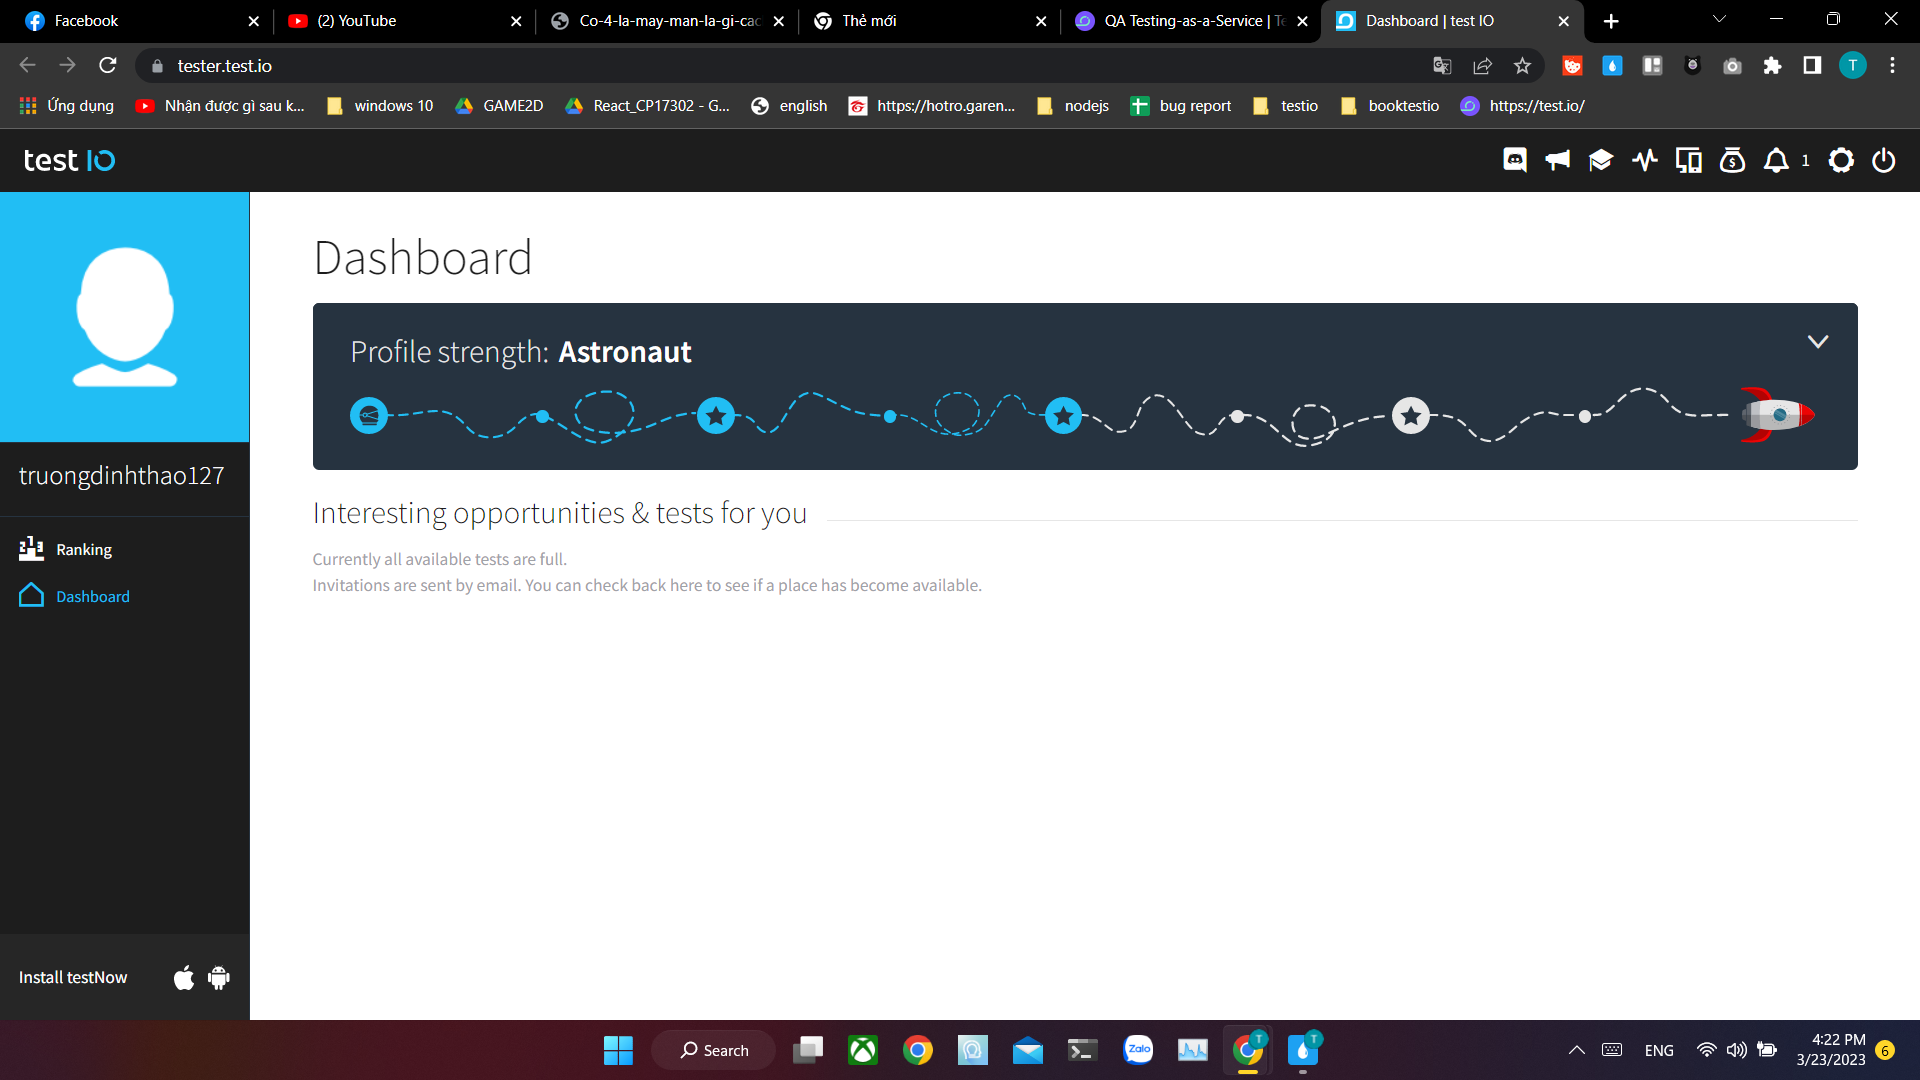 Facebook
(2) YouTube
Co-4-la-may-man-la-gi-cac
Thẻ mới
QA Testing-as-a-Service | Te
Dashboard | test IO
tester.test.io
T
Ứng dụng
Nhận được gì sau k...
windows 10
GAME2D
React_CP17302 - G...
english
https://hotro.garen...
nodejs
bug report
testio
booktestio
https://test.io/
test IO
1
Dashboard
Profile strength: Astronaut
truongdinhthao127
Interesting opportunities & tests for you
Ranking
Currently all available tests are full.
Invitations are sent by email. You can check back here to see if a place has become available.
Dashboard
Install testNow
Search
Zalo
T
T
ENG
4:22 PM
3/23/2023
6